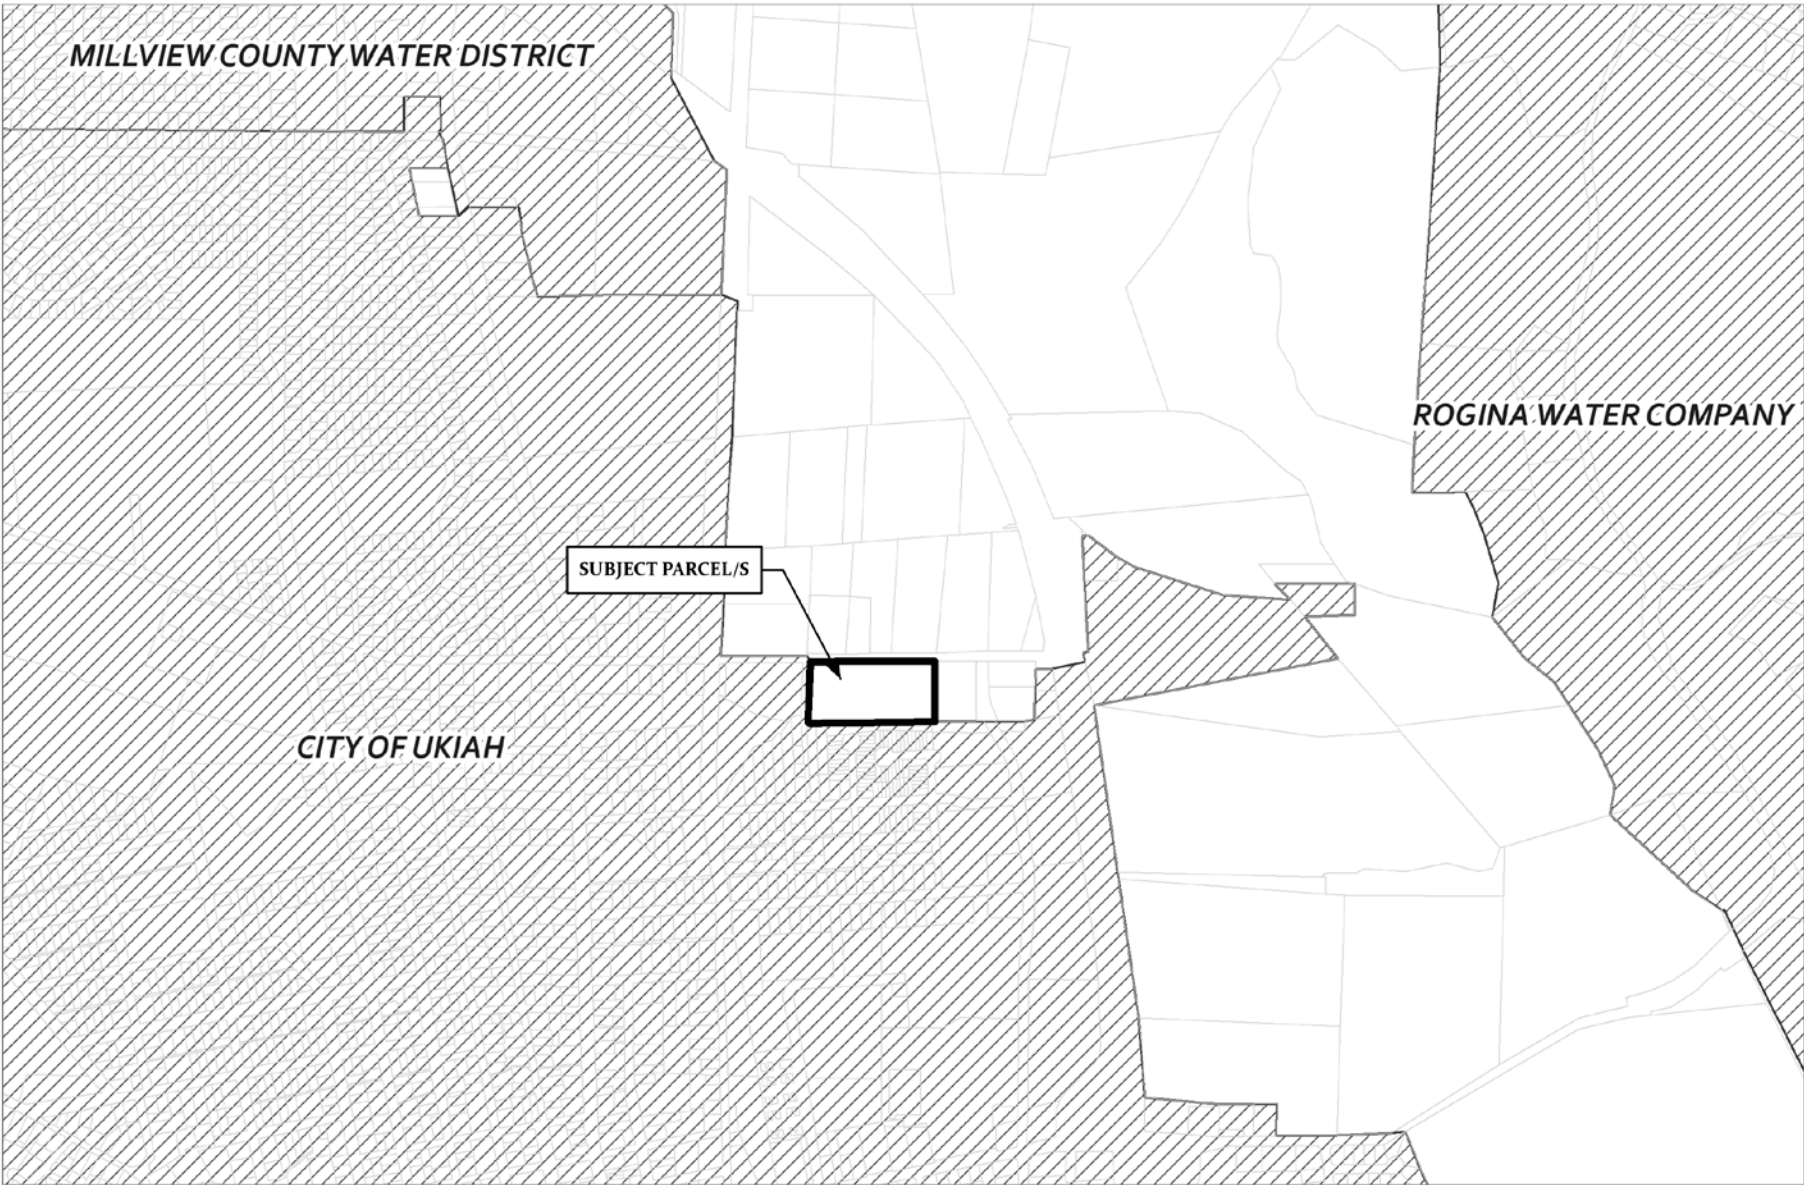 MILLVIEW COUNTY WATER DISTRICT
ROGINA WATER COMPANY
SUBJECT PARCEL/S
CITY OF UKIAH